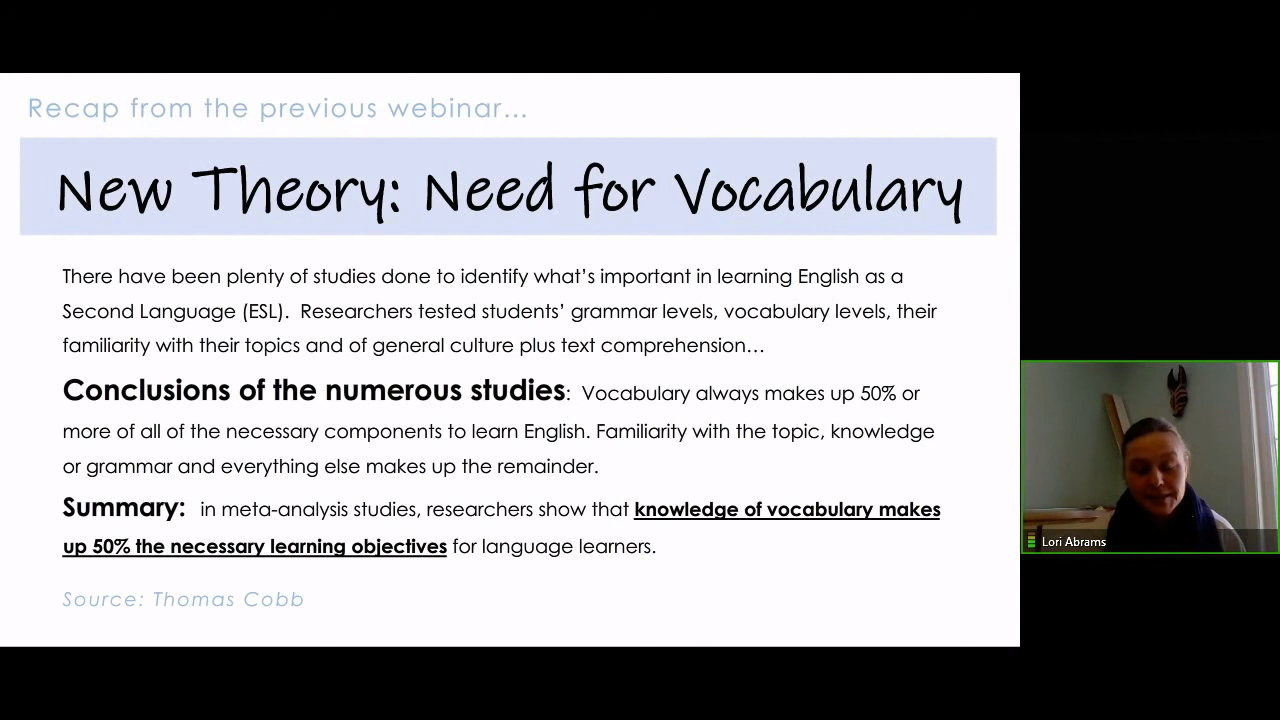 Recap from the previous webinar...
New Theory: Need for Vocabulary
There have been plenty of studies done to identify what's important in learning English as a
Second Language (ESL).  Researchers tested students' grammar levels, vocabulary levels, their
familiarity with their topics and of general culture plus text comprehension...
Conclusions of the numerous studies:  Vocabulary always makes up 50% or
more of all of the necessary components to learn English. Familiarity with the topic, knowledge
or grammar and everything else makes up the remainder.
Summary:  in meta-analysis studies, researchers show that knowledge of vocabulary makes
up 50% the necessary learning objectives for language learners.
Source: Thomas Cobb
Lori Abrams